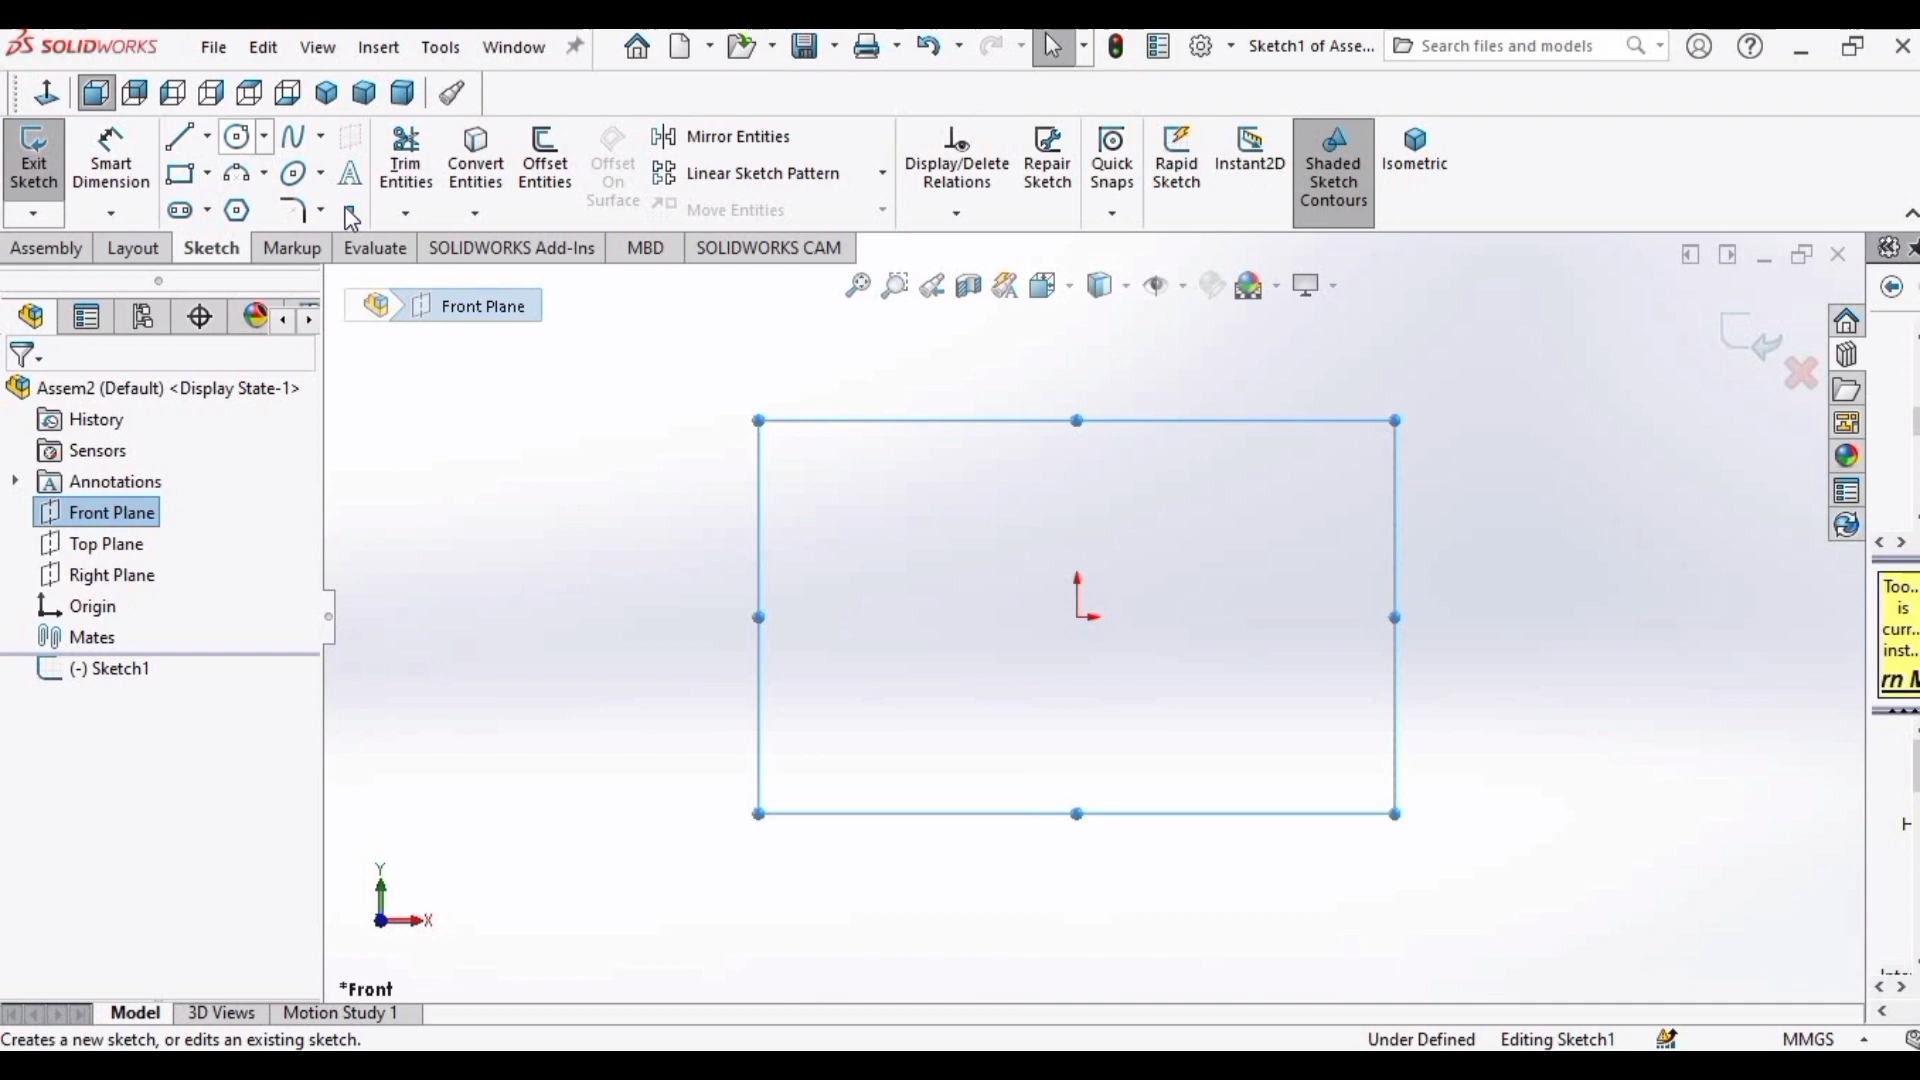 SOLIDWORKS File Edit View Insert Tools Window Sketch1 of Asse... Search files and models
Exit Sketch
Smart Dimension
Trim Entities
Convert Entities
Offset Entities
Offset On Surface
Mirror Entities
Linear Sketch Pattern
Move Entities
Display/Delete Relations
Repair Sketch
Quick Snaps
Rapid Sketch
Instant2D
Shaded Sketch Contours
Isometric
Assembly Layout Sketch Markup Evaluate SOLIDWORKS Add-Ins MBD SOLIDWORKS CAM
Front Plane
Assem2 (Default) <Display State-1>
History
Sensors
Annotations
Front Plane
Top Plane
Right Plane
Origin
Mates
(-) Sketch1
Too..
is
curr..
inst..
rn M
Y
X
*Front
Model 3D Views Motion Study 1
Creates a new sketch, or edits an existing sketch. Under Defined Editing Sketch1 MMGS